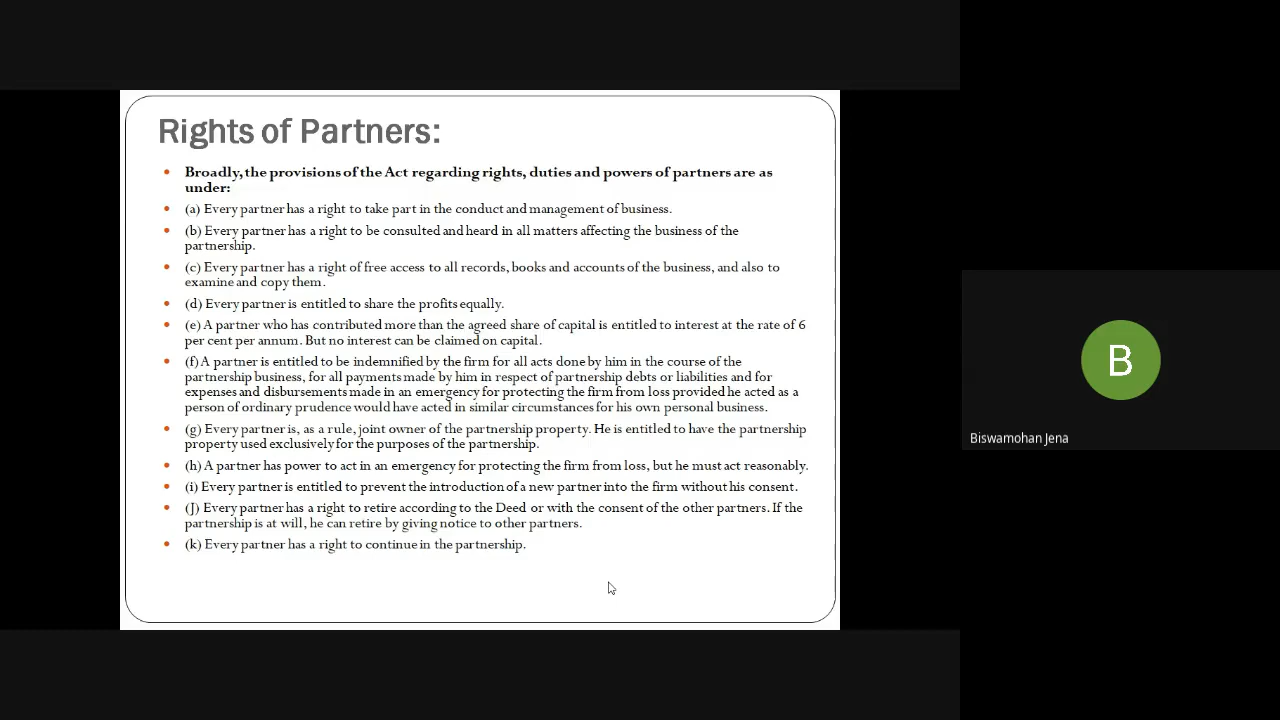 Rights of Partners:
• Broadly, the provisions of the Act regarding rights, duties and powers of partners are as
under:
• (a) Every partner has a right to take part in the conduct and management of business.
• (b) Every partner has a right to be consulted and heard in all matters affecting the business of the
partnership.
• (c) Every partner has a right of free access to all records, books and accounts of the business, and also to
examine and copy them.
• (d) Every partner is entitled to share the profits equally.
• (e) A partner who has contributed more than the agreed share of capital is entitled to interest at the rate of 6
per cent per annum. But no interest can be claimed on capital.
• (f) A partner is entitled to be indemnified by the firm for all acts done by him in the course of the
partnership business, for all payments made by him in respect of partnership debts or liabilities and for
expenses and disbursements made in an emergency for protecting the firm from loss provided he acted as a
person of ordinary prudence would have acted in similar circumstances for his own personal business.
• (g) Every partner is, as a rule, joint owner of the partnership property. He is entitled to have the partnership
property used exclusively for the purposes of the partnership.
• (h) A partner has power to act in an emergency for protecting the firm from loss, but he must act reasonably.
• (i) Every partner is entitled to prevent the introduction of a new partner into the firm without his consent.
• (J) Every partner has a right to retire according to the Deed or with the consent of the other partners. If the
partnership is at will, he can retire by giving notice to other partners.
• (k) Every partner has a right to continue in the partnership.
B
Biswamohan Jena